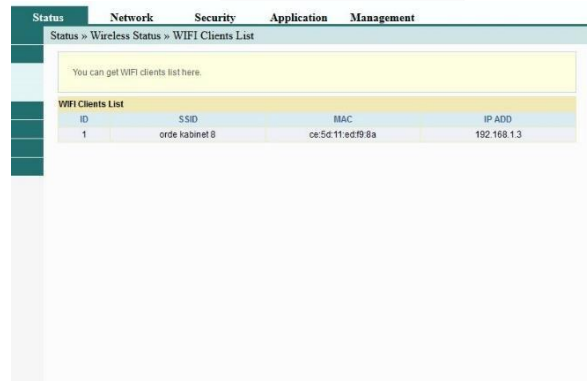 Status Network Security Application Management
Status » Wireless Status » WIFI Clients List
You can get WIFI clients list here.
WIFI Clients List
ID SSID MAC IP ADD
1 orde kabinet 8 ce:5d:11:ed:f9:8a 192.168.1.3